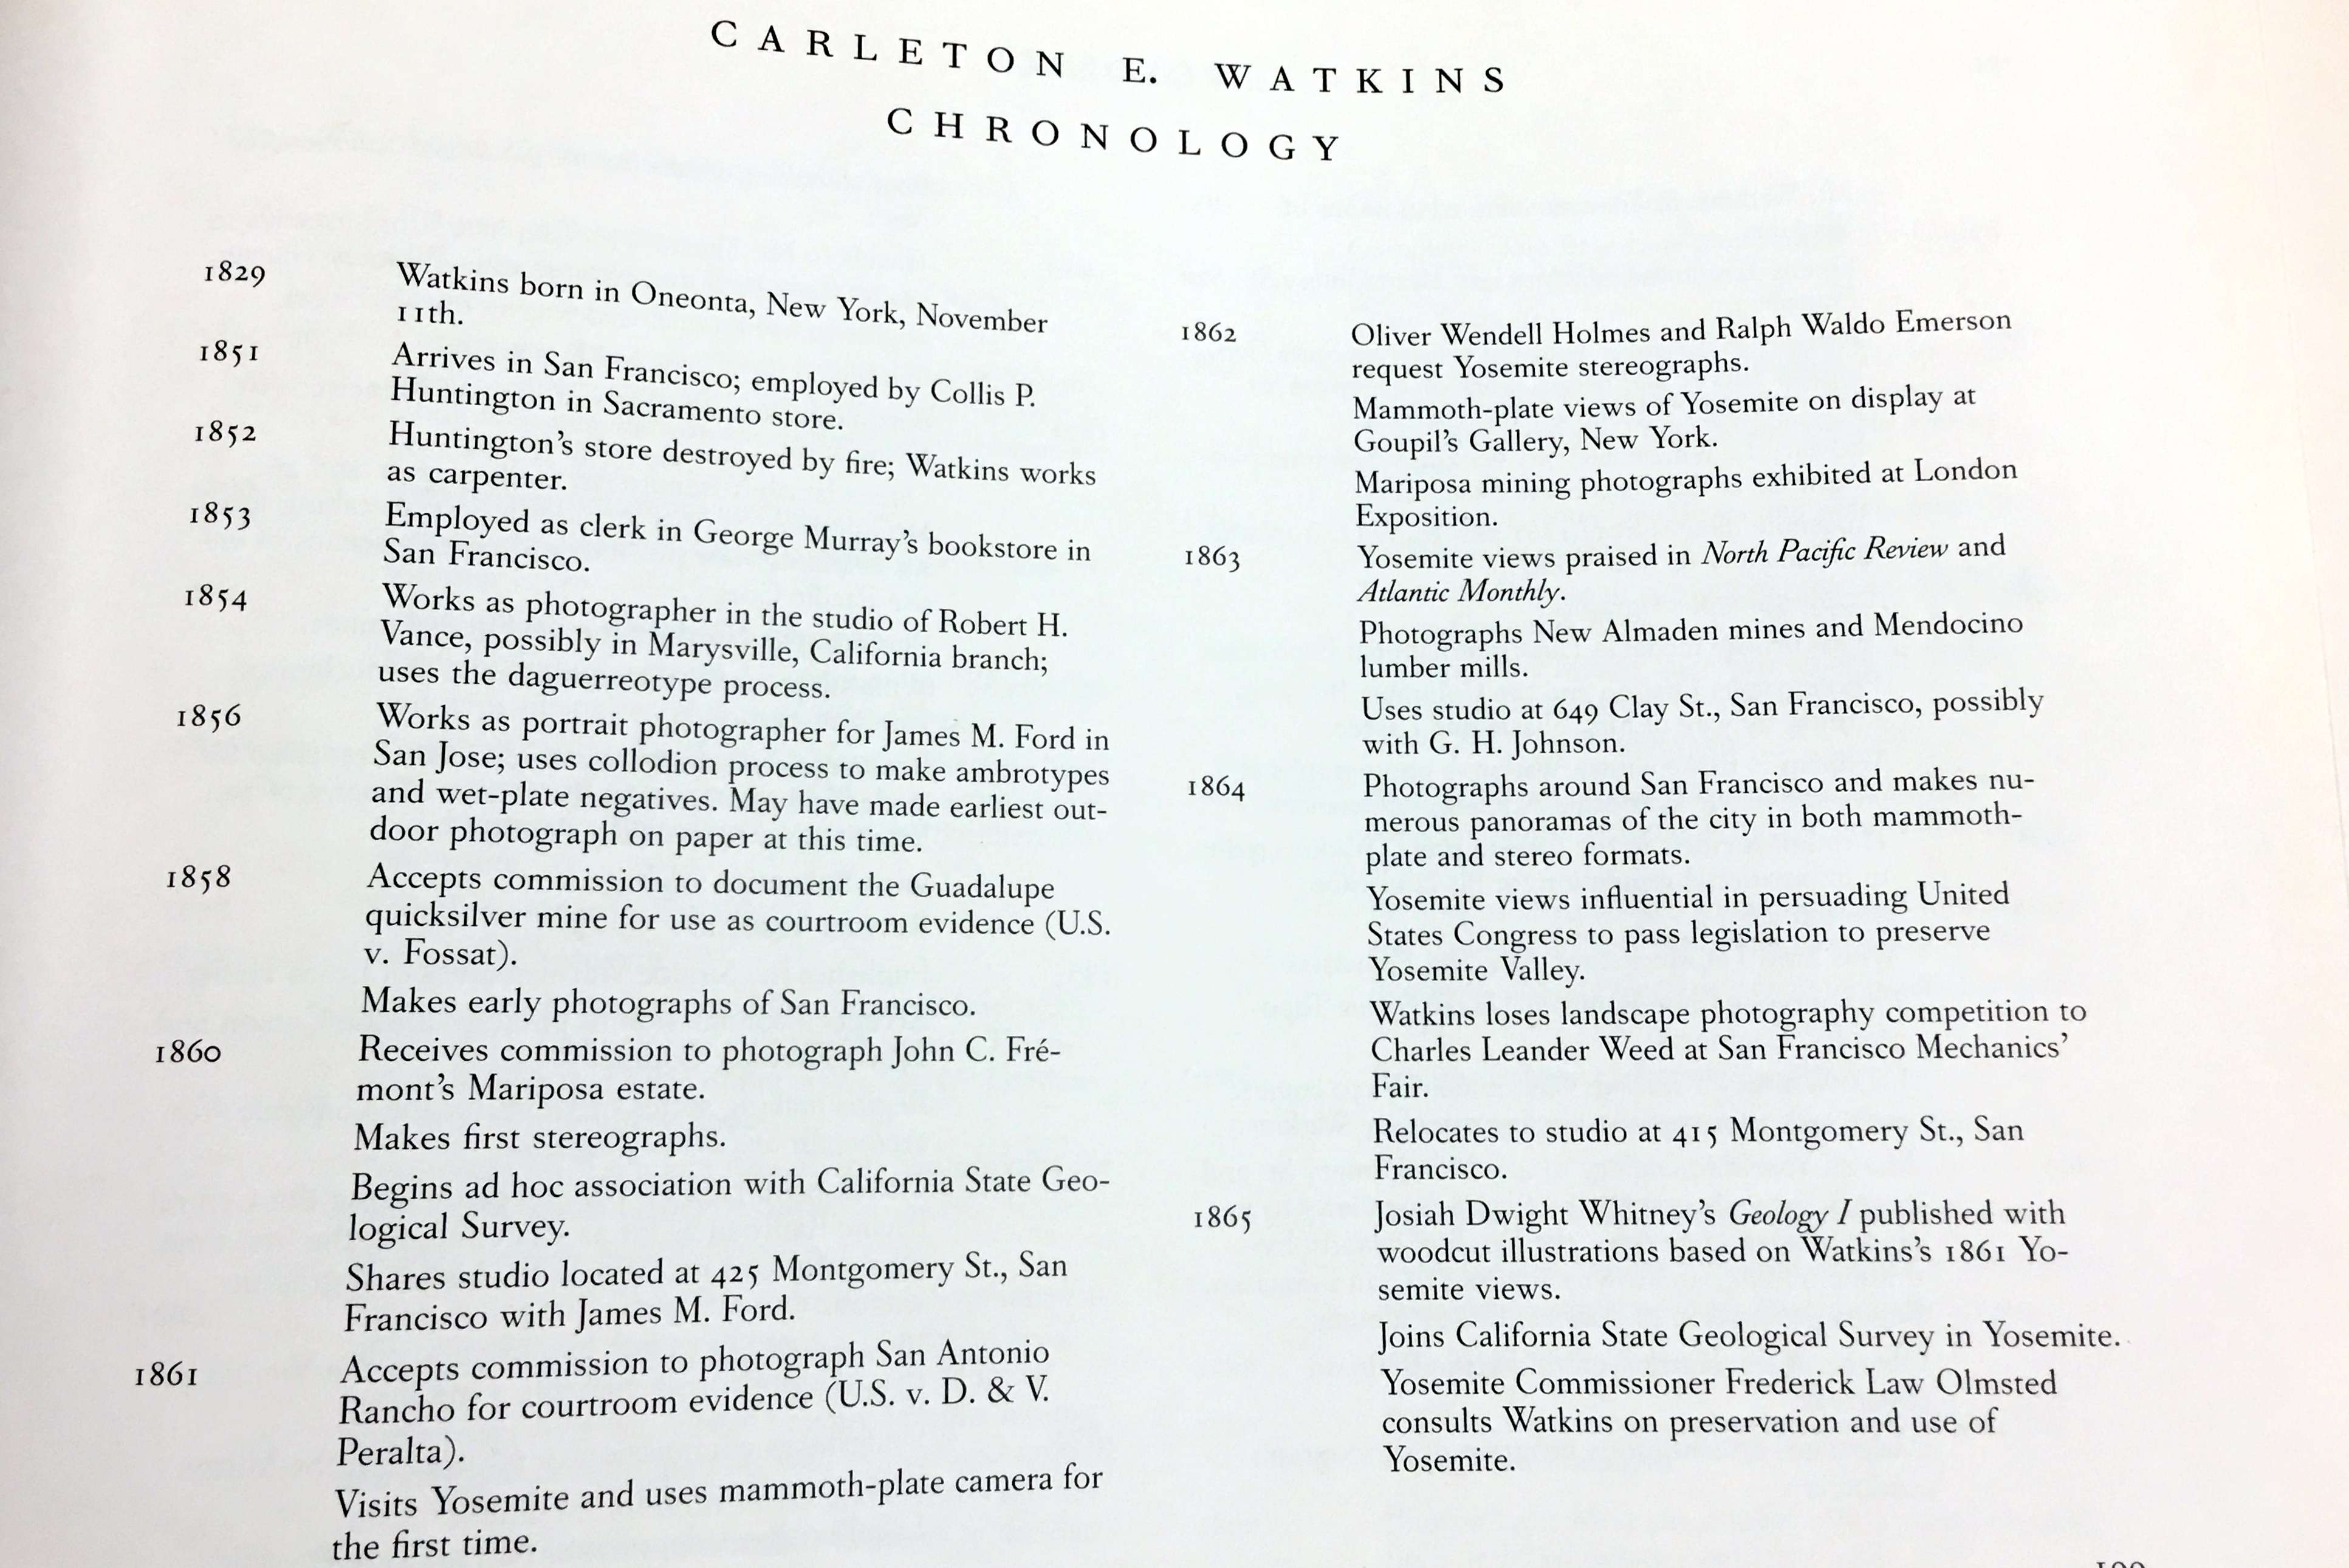 CARLETON E. WATKINS
CHRONOLOGY
1829 Watkins born in Oneonta, New York, November
11th.
1851 Arrives in San Francisco; employed by Collis P.
Huntington in Sacramento store.
1852 Huntington's store destroyed by fire; Watkins works
as carpenter.
1853 Employed as clerk in George Murray's bookstore in
San Francisco.
1854 Works as photographer in the studio of Robert H.
Vance, possibly in Marysville, California branch;
uses the daguerreotype process.
1856 Works as portrait photographer for James M. Ford in
San Jose; uses collodion process to make ambrotypes
and wet-plate negatives. May have made earliest out-
door photograph on paper at this time.
1858 Accepts commission to document the Guadalupe
quicksilver mine for use as courtroom evidence (U.S.
v. Fossat).
Makes early photographs of San Francisco.
1860 Receives commission to photograph John C. Fré-
mont's Mariposa estate.
Makes first stereographs.
Begins ad hoc association with California State Geo-
logical Survey.
Shares studio located at 425 Montgomery St., San
Francisco with James M. Ford.
1861 Accepts commission to photograph San Antonio
Rancho for courtroom evidence (U.S. v. D. & V.
Peralta).
Visits Yosemite and uses mammoth-plate camera for
the first time.
1862 Oliver Wendell Holmes and Ralph Waldo Emerson
request Yosemite stereographs.
Mammoth-plate views of Yosemite on display at
Goupil's Gallery, New York.
Mariposa mining photographs exhibited at London
Exposition.
1863 Yosemite views praised in North Pacific Review and
Atlantic Monthly.
Photographs New Almaden mines and Mendocino
lumber mills.
Uses studio at 649 Clay St., San Francisco, possibly
with G. H. Johnson.
1864 Photographs around San Francisco and makes nu-
merous panoramas of the city in both mammoth-
plate and stereo formats.
Yosemite views influential in persuading United
States Congress to pass legislation to preserve
Yosemite Valley.
Watkins loses landscape photography competition to
Charles Leander Weed at San Francisco Mechanics'
Fair.
Relocates to studio at 415 Montgomery St., San
Francisco.
1865 Josiah Dwight Whitney's Geology I published with
woodcut illustrations based on Watkins's 1861 Yo-
semite views.
Joins California State Geological Survey in Yosemite.
Yosemite Commissioner Frederick Law Olmsted
consults Watkins on preservation and use of
Yosemite.